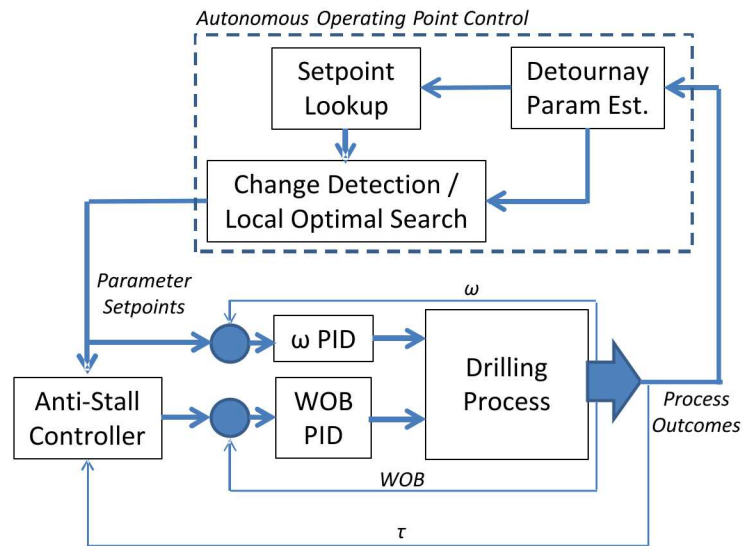 Autonomous Operating Point Control
Setpoint
Lookup
Detournay
Param Est.
Change Detection /
Local Optimal Search
Parameter
Setpoints
ω
ω PID
Drilling
Process
Anti-Stall
Controller
WOB
PID
Process
Outcomes
WOB
τ